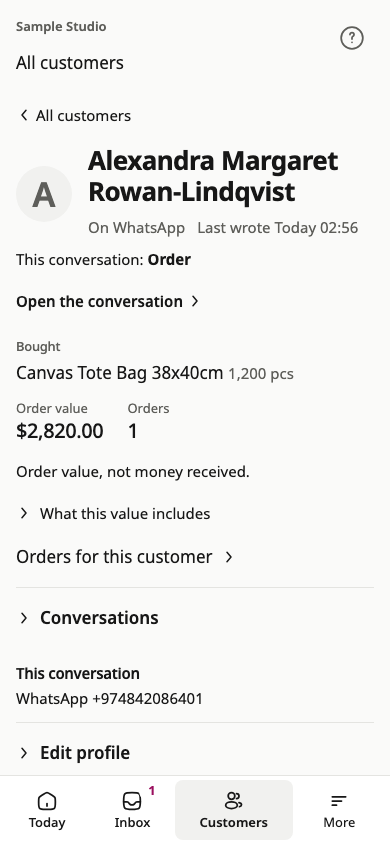 Sample Studio
All customers
All customers
A
Alexandra Margaret
Rowan-Lindqvist
On WhatsApp Last wrote Today 02:56
This conversation: Order
Open the conversation
Bought
Canvas Tote Bag 38x40cm 1,200 pcs
Order value Orders
$2,820.00 1
Order value, not money received.
What this value includes
Orders for this customer
Conversations
This conversation
WhatsApp +974842086401
Edit profile
1
Today Inbox Customers More